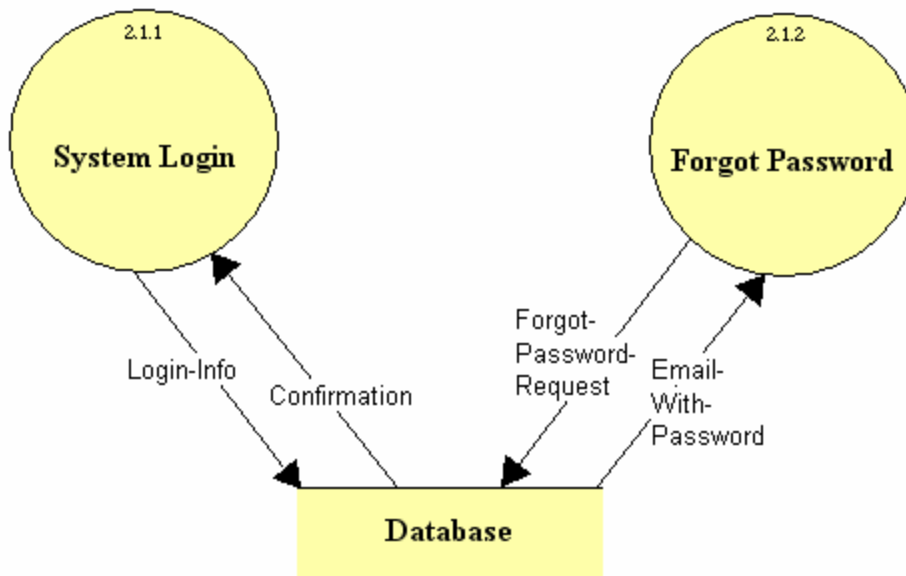 2.1.1
System Login
2.1.2
Forgot Password
Login-Info
Confirmation
Forgot-
Password-
Request
Email-
With-
Password
Database